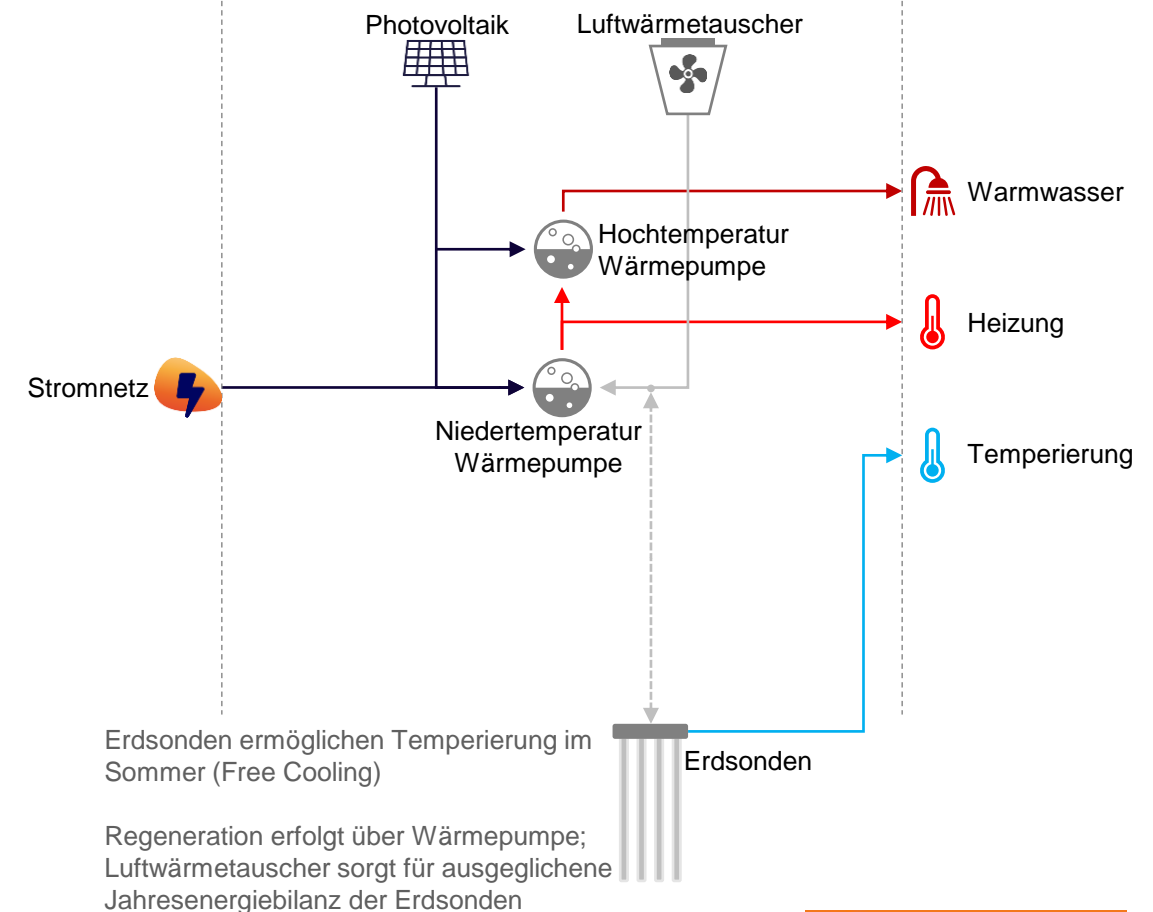 Photovoltaik
Luftwärmetauscher
Warmwasser
Hochtemperatur
Wärmepumpe
Heizung
Stromnetz
Niedertemperatur
Wärmepumpe
Temperierung
Erdsonden ermöglichen Temperierung im
Sommer (Free Cooling)
Erdsonden
Regeneration erfolgt über Wärmepumpe;
Luftwärmetauscher sorgt für ausgeglichene
Jahresenergiebilanz der Erdsonden